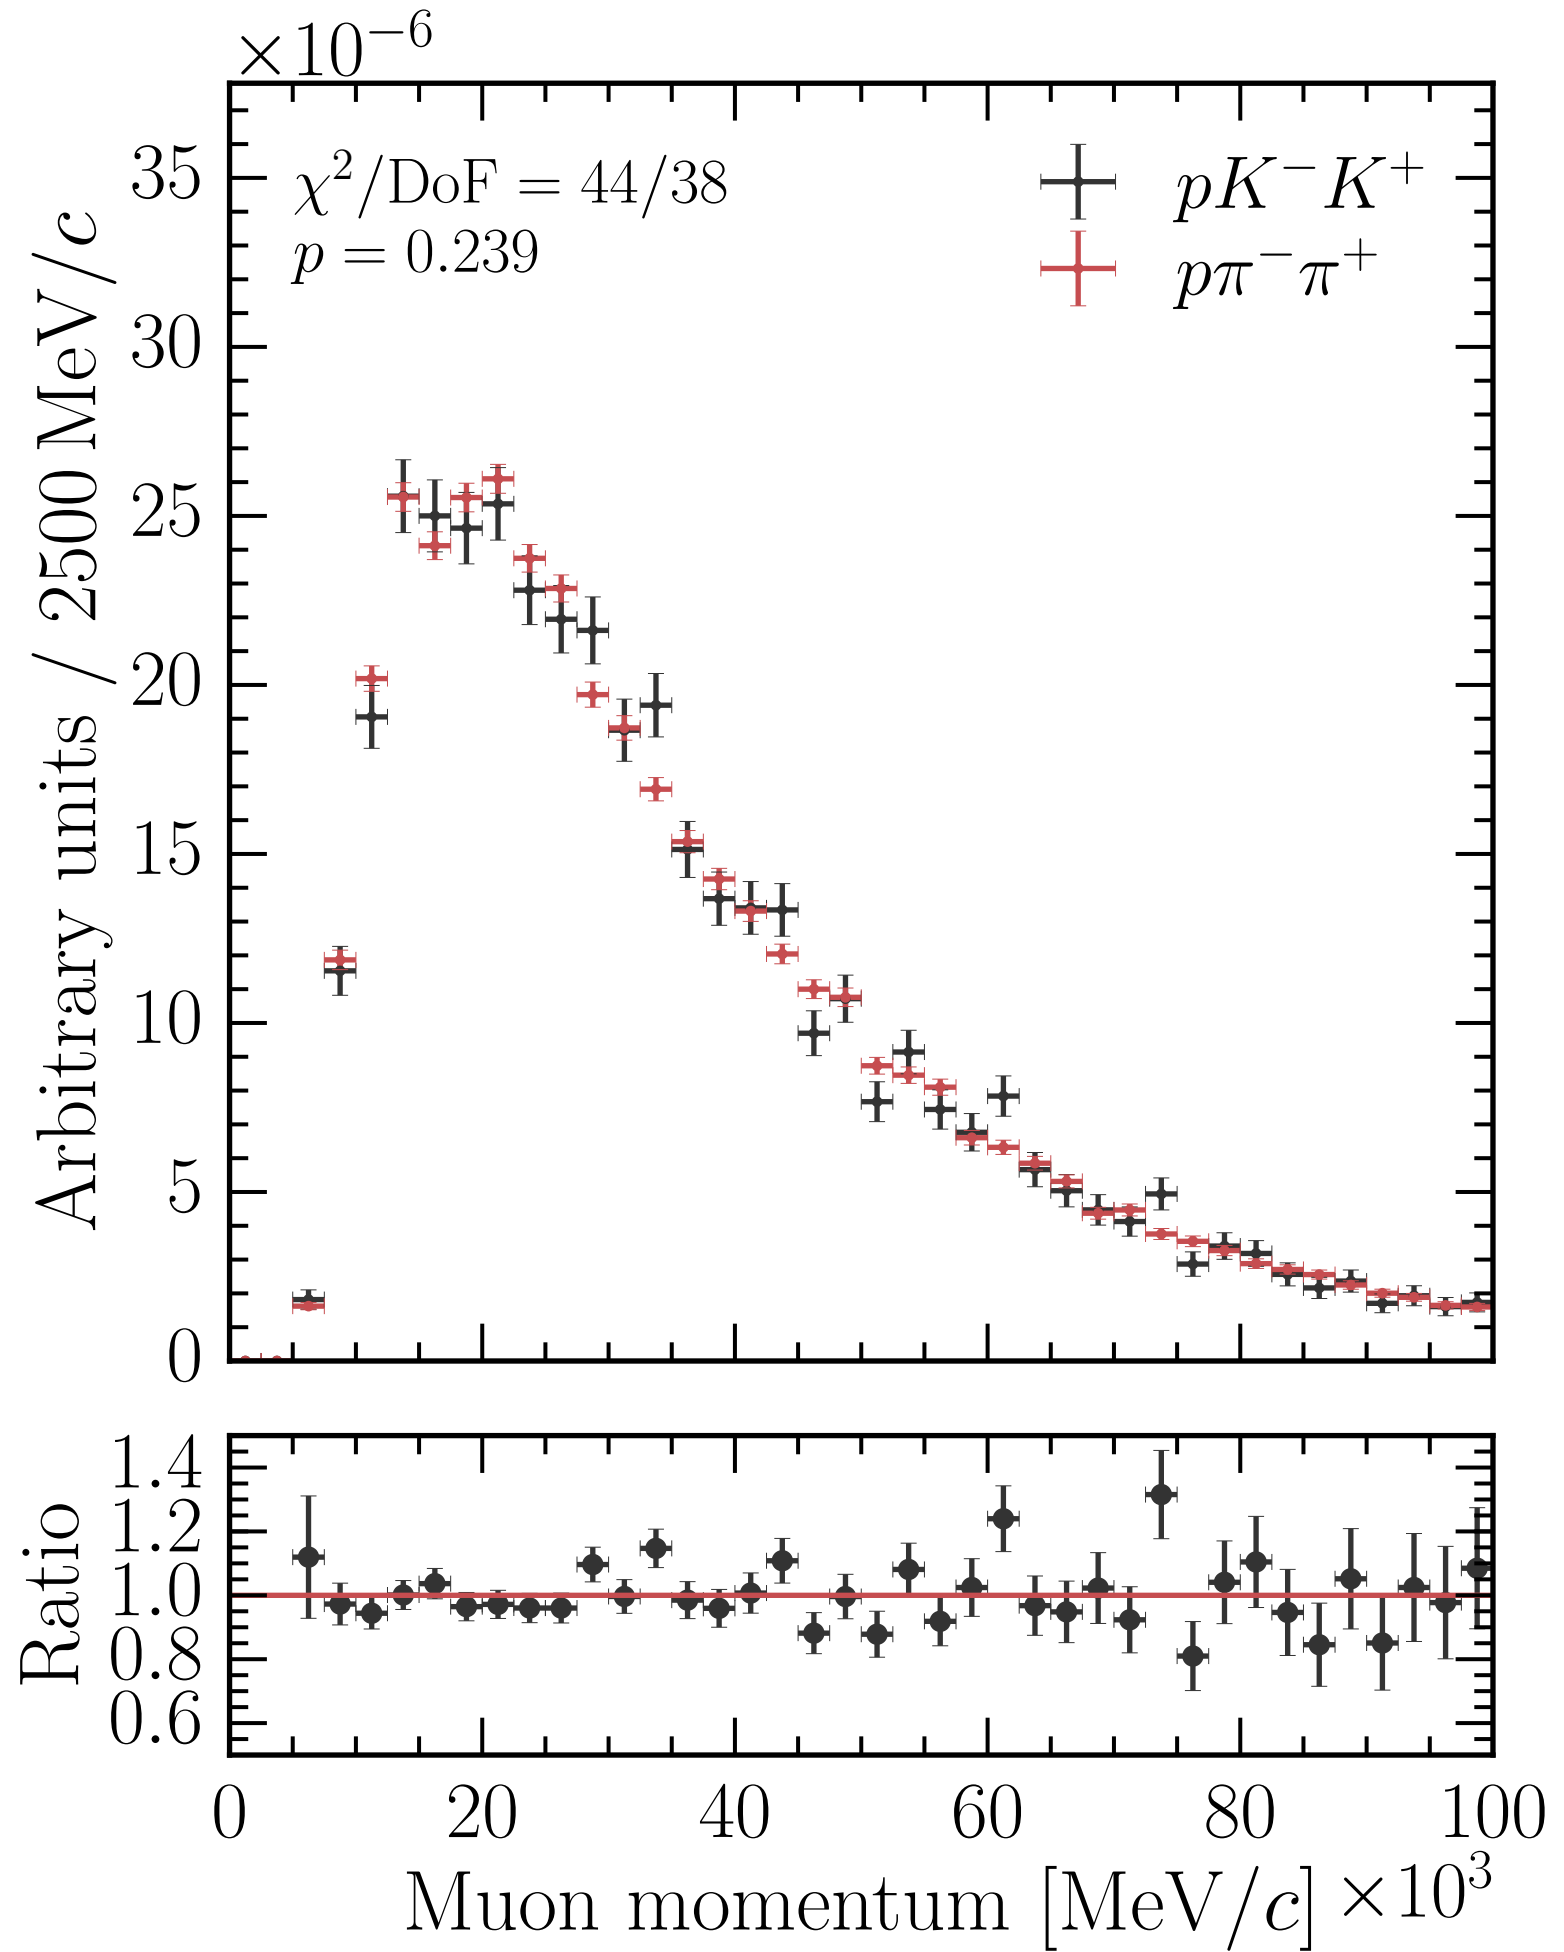 ×10⁻⁶
χ²/DoF = 44/38
p = 0.239
pK⁻K⁺
pπ⁻π⁺
Arbitrary units / 2500 MeV/c
35
30
25
20
15
10
5
0
Ratio
1.4
1.2
1.0
0.8
0.6
0 20 40 60 80 100
Muon momentum [MeV/c] ×10³